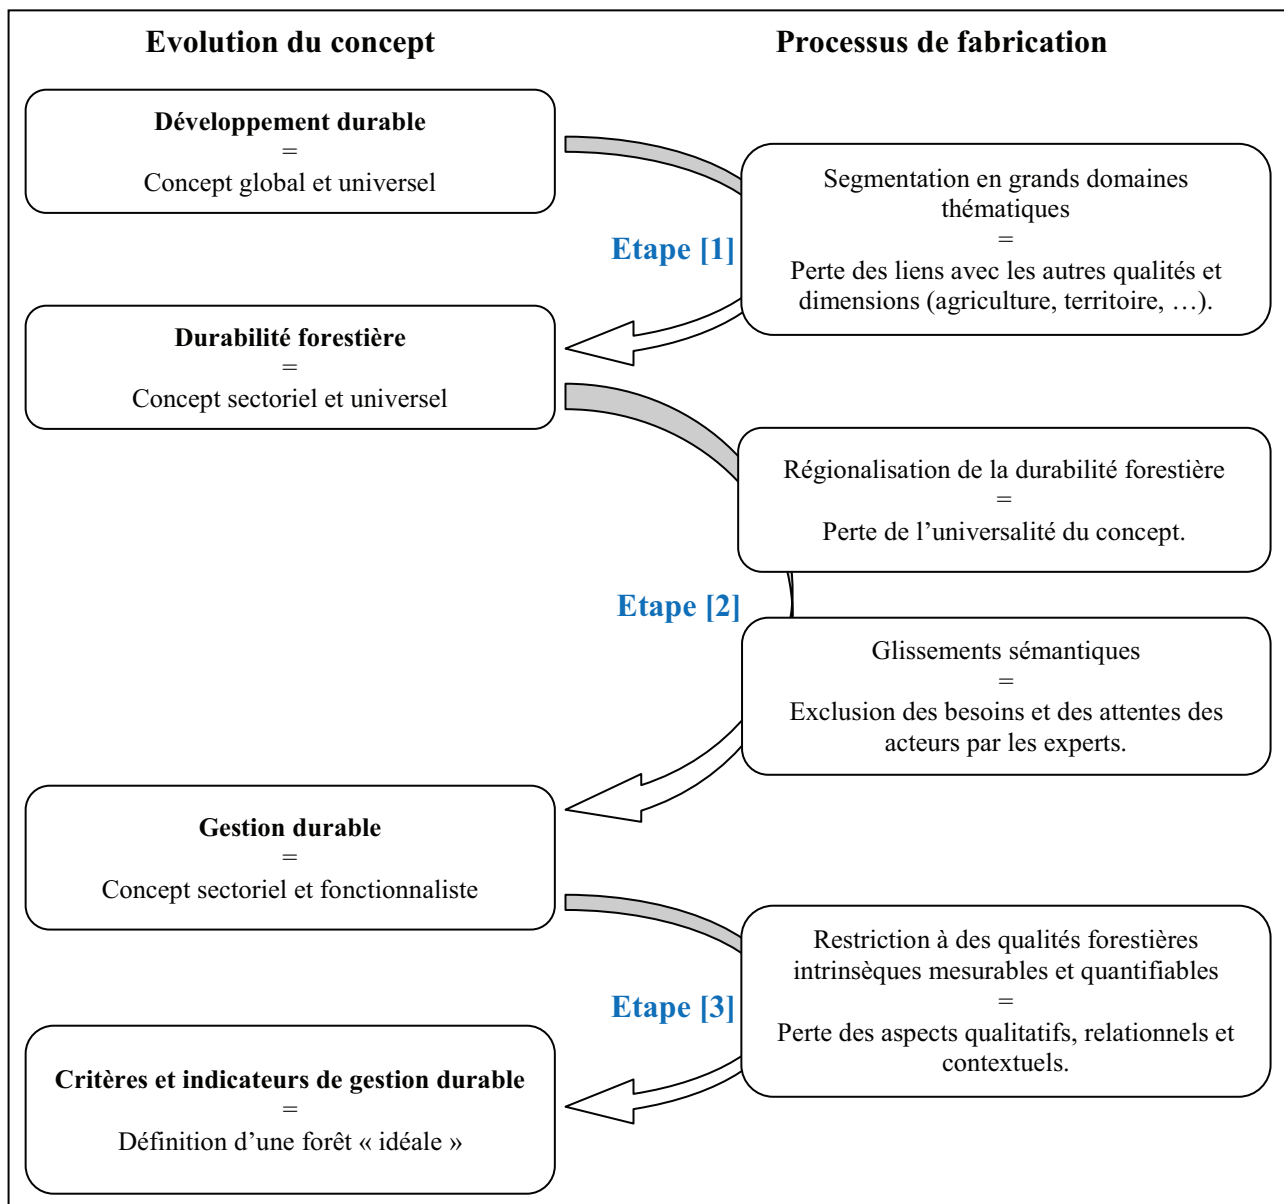 Evolution du concept
Processus de fabrication
Développement durable
=
Concept global et universel
Segmentation en grands domaines
thématiques
=
Perte des liens avec les autres qualités et
dimensions (agriculture, territoire, …).
Etape [1]
Durabilité forestière
=
Concept sectoriel et universel
Régionalisation de la durabilité forestière
=
Perte de l’universalité du concept.
Etape [2]
Glissements sémantiques
=
Exclusion des besoins et des attentes des
acteurs par les experts.
Gestion durable
=
Concept sectoriel et fonctionnaliste
Restriction à des qualités forestières
intrinsèques mesurables et quantifiables
=
Perte des aspects qualitatifs, relationnels et
contextuels.
Etape [3]
Critères et indicateurs de gestion durable
=
Définition d’une forêt « idéale »